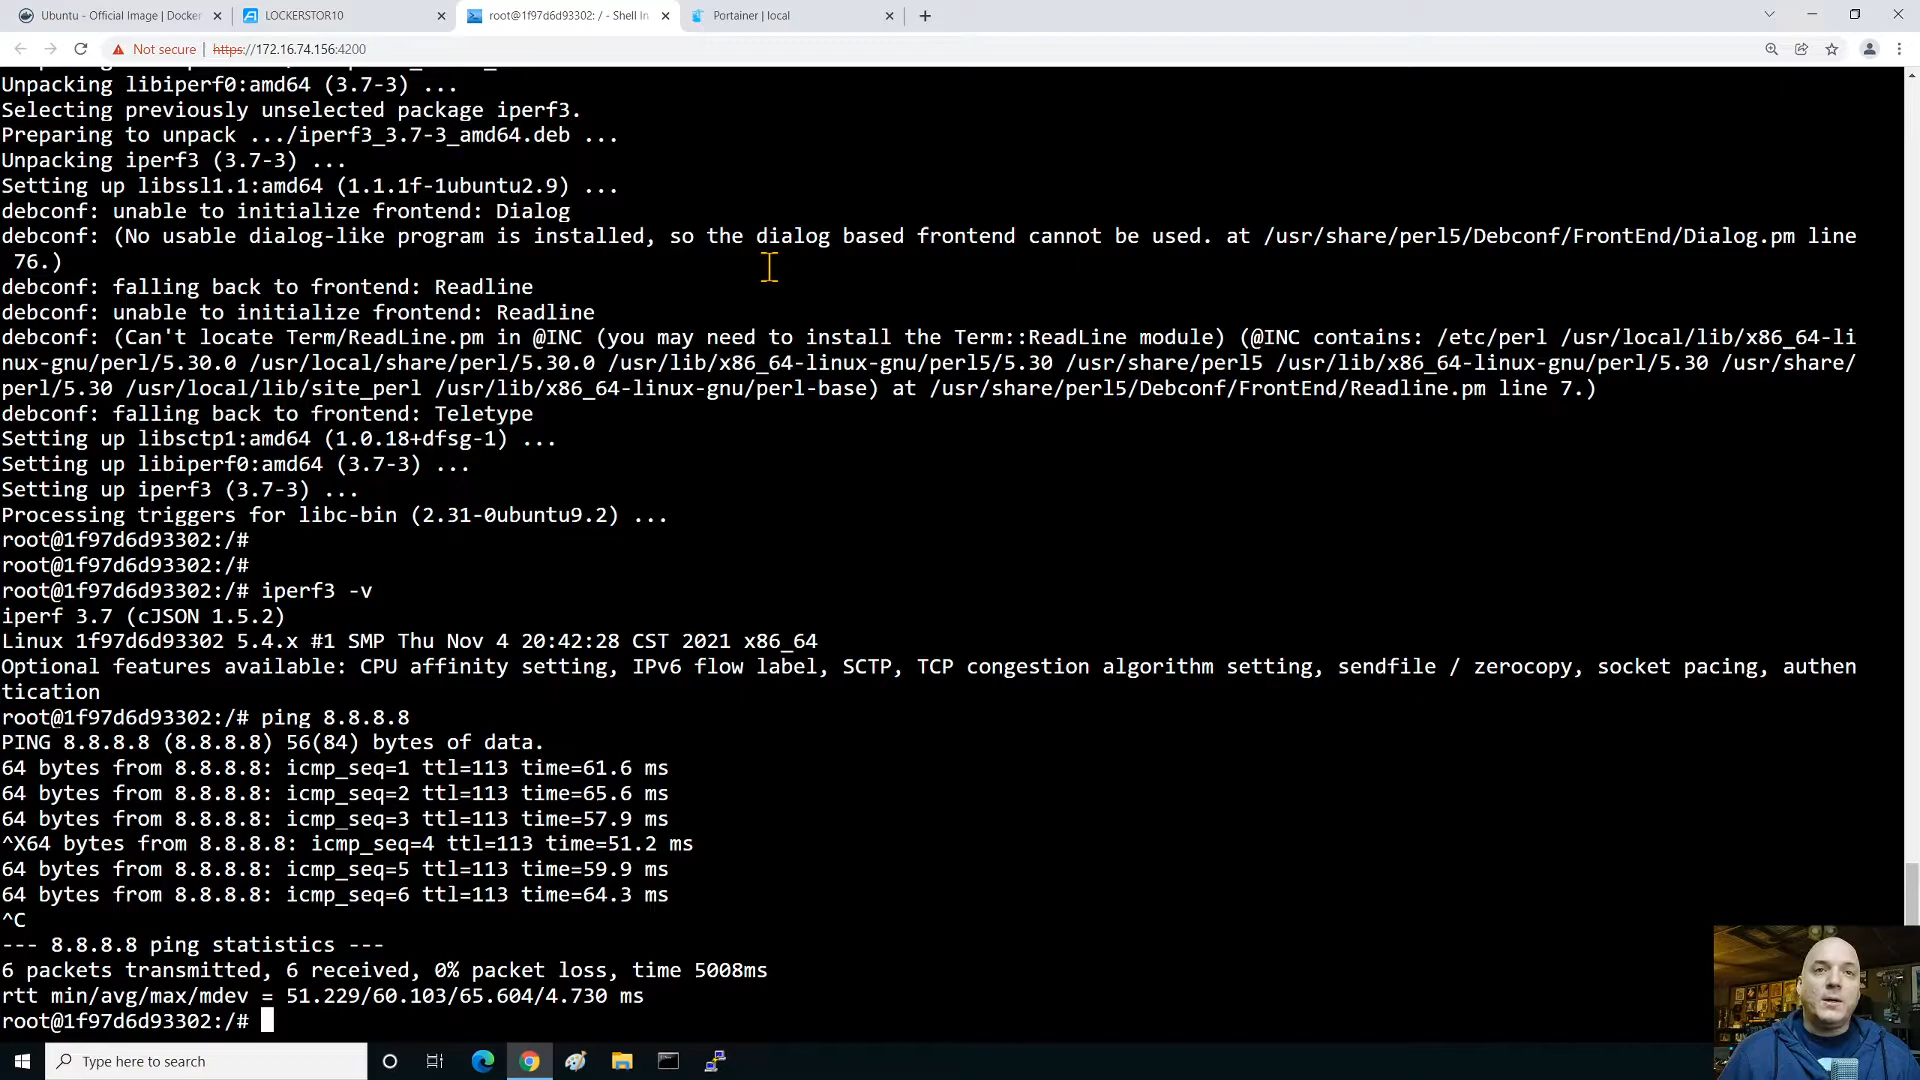 Ubuntu - Official Image | Docker
LOCKERSTOR10
root@1f97d6d93302: / - Shell In
Portainer | local
Not secure | https://172.16.74.156:4200
Unpacking libiperf0:amd64 (3.7-3) ...
Selecting previously unselected package iperf3.
Preparing to unpack .../iperf3_3.7-3_amd64.deb ...
Unpacking iperf3 (3.7-3) ...
Setting up libssl1.1:amd64 (1.1.1f-1ubuntu2.9) ...
debconf: unable to initialize frontend: Dialog
debconf: (No usable dialog-like program is installed, so the dialog based frontend cannot be used. at /usr/share/perl5/Debconf/FrontEnd/Dialog.pm line
76.)
debconf: falling back to frontend: Readline
debconf: unable to initialize frontend: Readline
debconf: (Can't locate Term/ReadLine.pm in @INC (you may need to install the Term::ReadLine module) (@INC contains: /etc/perl /usr/local/lib/x86_64-li
nux-gnu/perl/5.30.0 /usr/local/share/perl/5.30.0 /usr/lib/x86_64-linux-gnu/perl5/5.30 /usr/share/perl5 /usr/lib/x86_64-linux-gnu/perl/5.30 /usr/share/
perl/5.30 /usr/local/lib/site_perl /usr/lib/x86_64-linux-gnu/perl-base) at /usr/share/perl5/Debconf/FrontEnd/Readline.pm line 7.)
debconf: falling back to frontend: Teletype
Setting up libsctp1:amd64 (1.0.18+dfsg-1) ...
Setting up libiperf0:amd64 (3.7-3) ...
Setting up iperf3 (3.7-3) ...
Processing triggers for libc-bin (2.31-0ubuntu9.2) ...
root@1f97d6d93302:/#
root@1f97d6d93302:/#
root@1f97d6d93302:/# iperf3 -v
iperf 3.7 (cJSON 1.5.2)
Linux 1f97d6d93302 5.4.x #1 SMP Thu Nov 4 20:42:28 CST 2021 x86_64
Optional features available: CPU affinity setting, IPv6 flow label, SCTP, TCP congestion algorithm setting, sendfile / zerocopy, socket pacing, authen
tication
root@1f97d6d93302:/# ping 8.8.8.8
PING 8.8.8.8 (8.8.8.8) 56(84) bytes of data.
64 bytes from 8.8.8.8: icmp_seq=1 ttl=113 time=61.6 ms
64 bytes from 8.8.8.8: icmp_seq=2 ttl=113 time=65.6 ms
64 bytes from 8.8.8.8: icmp_seq=3 ttl=113 time=57.9 ms
^X64 bytes from 8.8.8.8: icmp_seq=4 ttl=113 time=51.2 ms
64 bytes from 8.8.8.8: icmp_seq=5 ttl=113 time=59.9 ms
64 bytes from 8.8.8.8: icmp_seq=6 ttl=113 time=64.3 ms
^C
--- 8.8.8.8 ping statistics ---
6 packets transmitted, 6 received, 0% packet loss, time 5008ms
rtt min/avg/max/mdev = 51.229/60.103/65.604/4.730 ms
root@1f97d6d93302:/#
Type here to search